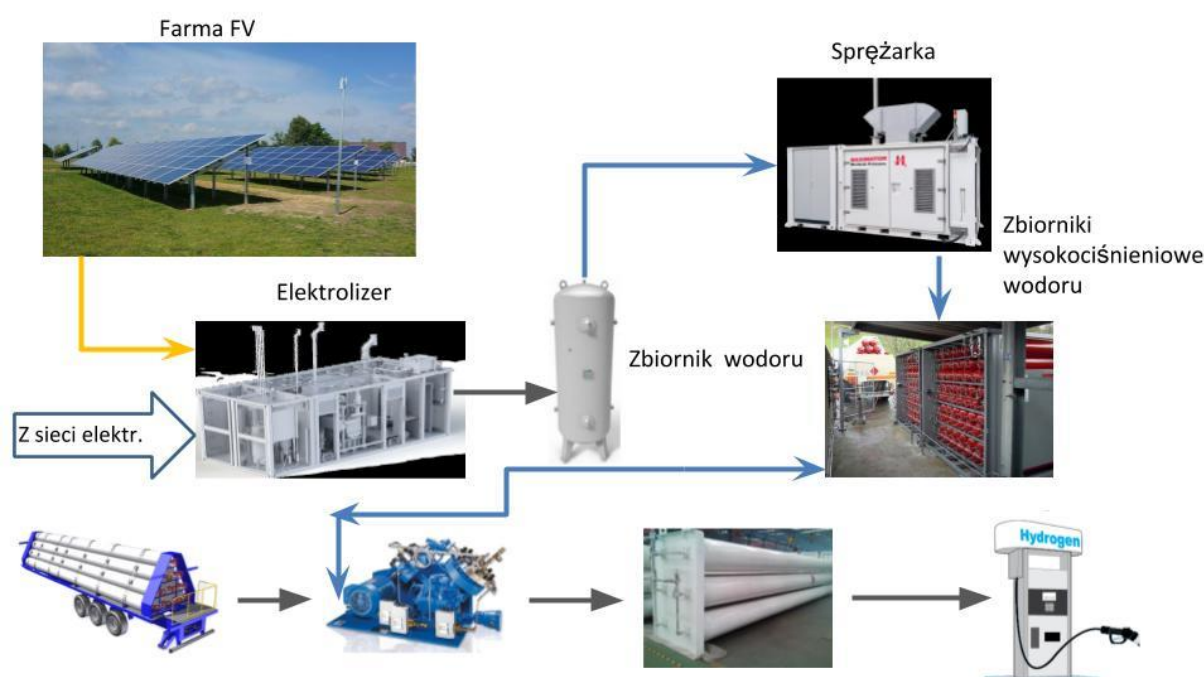 Farma FV
Sprężarka
Zbiorniki
wysokociśnieniowe
wodoru
Elektrolizer
Zbiornik wodoru
Z sieci elektr.
Hydrogen